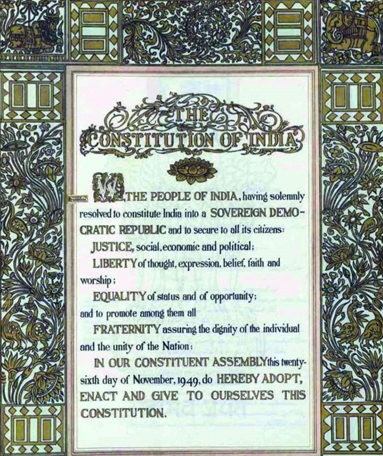 THE
CONSTITUTION OF INDIA
WE, THE PEOPLE OF INDIA, having solemnly
resolved to constitute India into a SOVEREIGN DEMO-
CRATIC REPUBLIC and to secure to all its citizens:
JUSTICE, social, economic and political;
LIBERTY of thought, expression, belief, faith and
worship;
EQUALITY of status and of opportunity;
and to promote among them all
FRATERNITY assuring the dignity of the individual
and the unity of the Nation;
IN OUR CONSTITUENT ASSEMBLY this twenty-
sixth day of November, 1949, do HEREBY ADOPT,
ENACT AND GIVE TO OURSELVES THIS
CONSTITUTION.